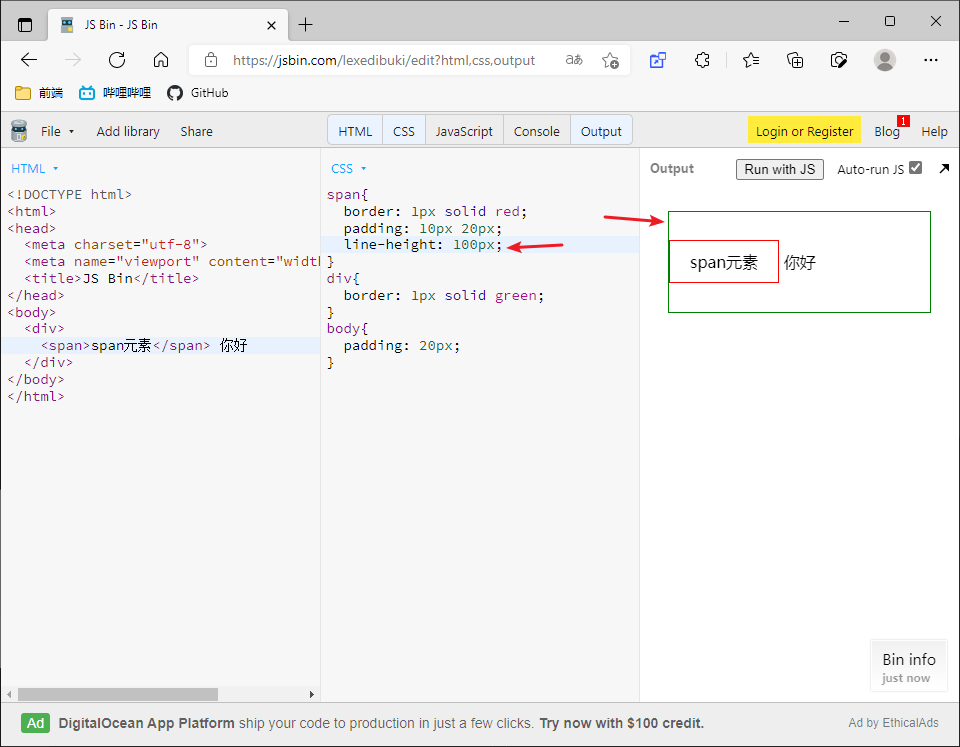 JS Bin - JS Bin
https://jsbin.com/lexedibuki/edit?html,css,output
aあ
前端
哔哩哔哩
GitHub
File
Add library
Share
HTML
CSS
JavaScript
Console
Output
Login or Register
Blog
1
Help
HTML
<!DOCTYPE html>
<html>
<head>
<meta charset="utf-8">
<meta name="viewport" content="width
<title>JS Bin</title>
</head>
<body>
<div>
<span>span元素</span> 你好
</div>
</body>
</html>
CSS
span{
border: 1px solid red;
padding: 10px 20px;
line-height: 100px;
}
div{
border: 1px solid green;
}
body{
padding: 20px;
}
Output
Run with JS
Auto-run JS
span元素 你好
Bin info
just now
Ad DigitalOcean App Platform ship your code to production in just a few clicks. Try now with $100 credit.
Ad by EthicalAds